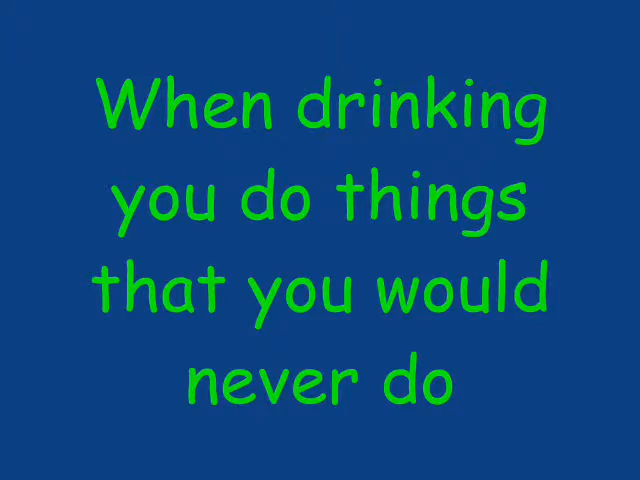 When drinking
you do things
that you would
never do